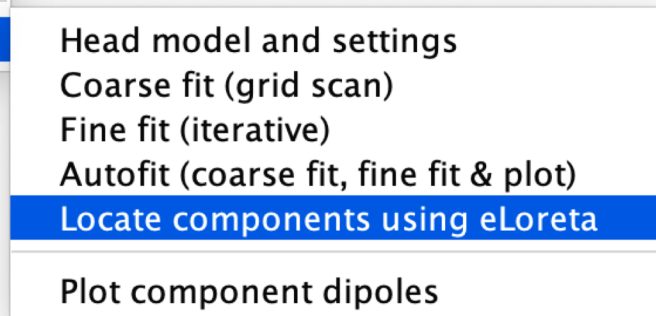 Head model and settings
Coarse fit (grid scan)
Fine fit (iterative)
Autofit (coarse fit, fine fit & plot)
Locate components using eLoreta
Plot component dipoles